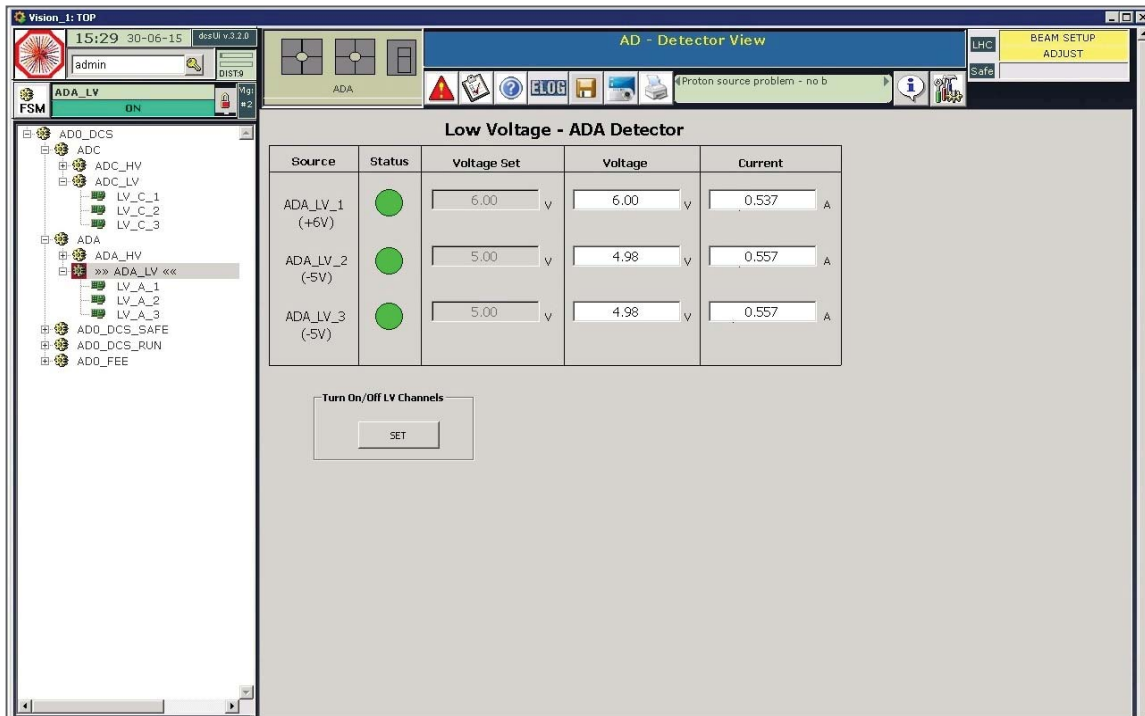 Vision_1: TOP
15:29 30-06-15 dcsUi v.3.2.0
admin
DIST:9
FSM
ADA_LV
ON
#2
ADA
AD - Detector View
ELOG
Proton source problem - no b
LHC
Safe
BEAM SETUP
ADJUST
AD0_DCS
ADC
ADC_HV
ADC_LV
LV_C_1
LV_C_2
LV_C_3
ADA
ADA_HV
»» ADA_LV ««
LV_A_1
LV_A_2
LV_A_3
AD0_DCS_SAFE
AD0_DCS_RUN
AD0_FEE
Low Voltage - ADA Detector
Source Status Voltage Set Voltage Current
ADA_LV_1 6.00 V 6.00 V 0.537 A
(+6V)
ADA_LV_2 5.00 V 4.98 V 0.557 A
(-5V)
ADA_LV_3 5.00 V 4.98 V 0.557 A
(-5V)
Turn On/Off LV Channels
SET